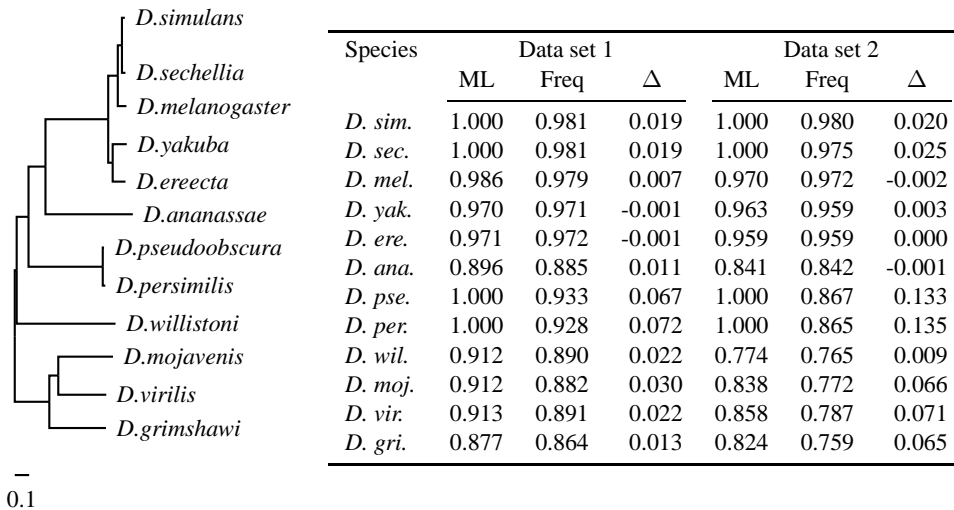 D.simulans
D.sechellia
D.melanogaster
D.yakuba
D.ereecta
D.ananassae
D.pseudoobscura
D.persimilis
D.willistoni
D.mojavenis
D.virilis
D.grimshawi
0.1
Species Data set 1 Data set 2
ML Freq Δ ML Freq Δ
D. sim. 1.000 0.981 0.019 1.000 0.980 0.020
D. sec. 1.000 0.981 0.019 1.000 0.975 0.025
D. mel. 0.986 0.979 0.007 0.970 0.972 -0.002
D. yak. 0.970 0.971 -0.001 0.963 0.959 0.003
D. ere. 0.971 0.972 -0.001 0.959 0.959 0.000
D. ana. 0.896 0.885 0.011 0.841 0.842 -0.001
D. pse. 1.000 0.933 0.067 1.000 0.867 0.133
D. per. 1.000 0.928 0.072 1.000 0.865 0.135
D. wil. 0.912 0.890 0.022 0.774 0.765 0.009
D. moj. 0.912 0.882 0.030 0.838 0.772 0.066
D. vir. 0.913 0.891 0.022 0.858 0.787 0.071
D. gri. 0.877 0.864 0.013 0.824 0.759 0.065